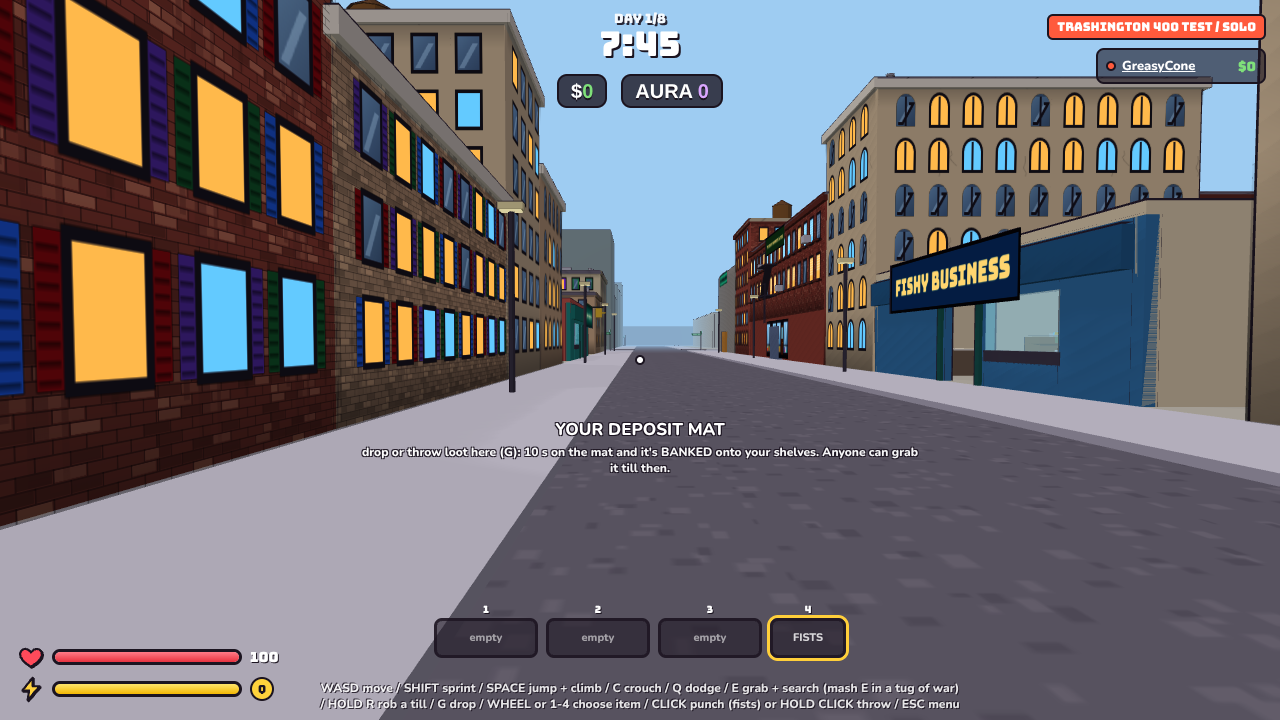 DAY 1/8
7:45
$0
AURA 0
TRASHINGTON 400 TEST / SOLO
GreasyCone $0
FISHY BUSINESS
YOUR DEPOSIT MAT
drop or throw loot here (G): 10 s on the mat and it's BANKED onto your shelves. Anyone can grab
it till then.
1 2 3 4
empty empty empty FISTS
100
0
WASD move / SHIFT sprint / SPACE jump + climb / C crouch / Q dodge / E grab + search (mash E in a tug of war)
/ HOLD R rob a till / G drop / WHEEL or 1-4 choose item / CLICK punch (fists) or HOLD CLICK throw / ESC menu